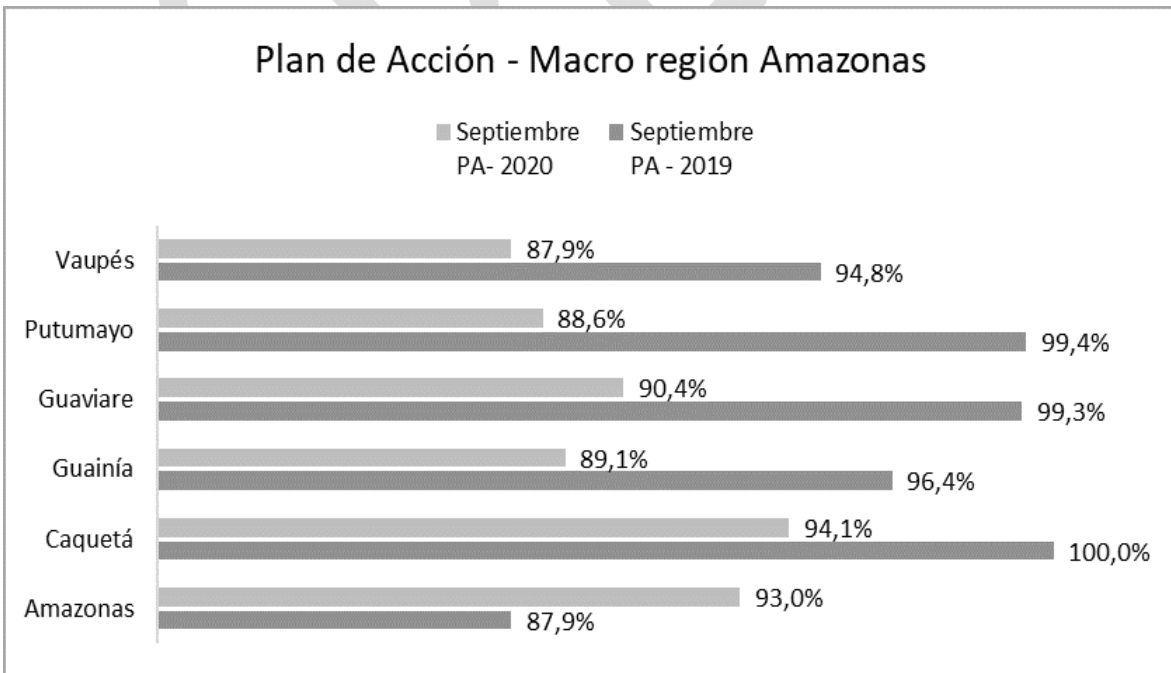 Plan de Acción - Macro región Amazonas
Septiembre PA- 2020
Septiembre PA - 2019
Vaupés
87,9%
94,8%
Putumayo
88,6%
99,4%
Guaviare
90,4%
99,3%
Guainía
89,1%
96,4%
Caquetá
94,1%
100,0%
Amazonas
93,0%
87,9%